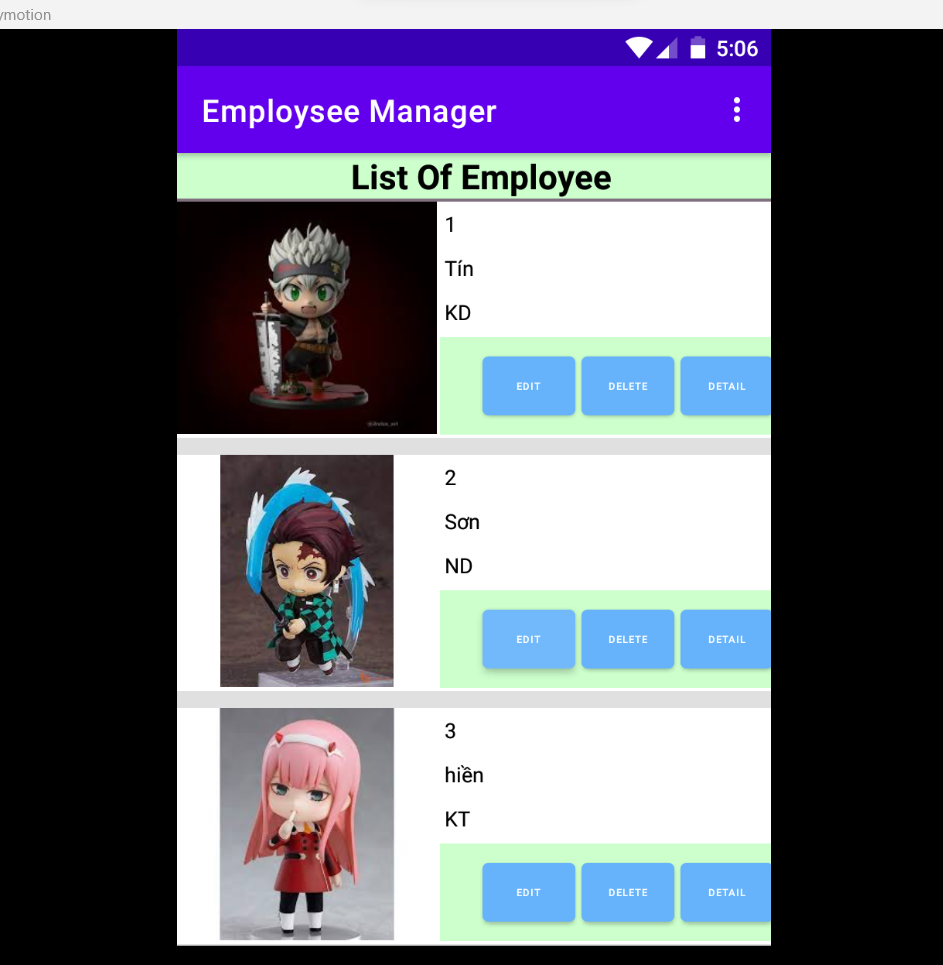 ymotion
5:06
Employsee Manager
List Of Employee
1
Tín
KD
EDIT DELETE DETAIL
2
Sơn
ND
EDIT DELETE DETAIL
3
hiền
KT
EDIT DELETE DETAIL